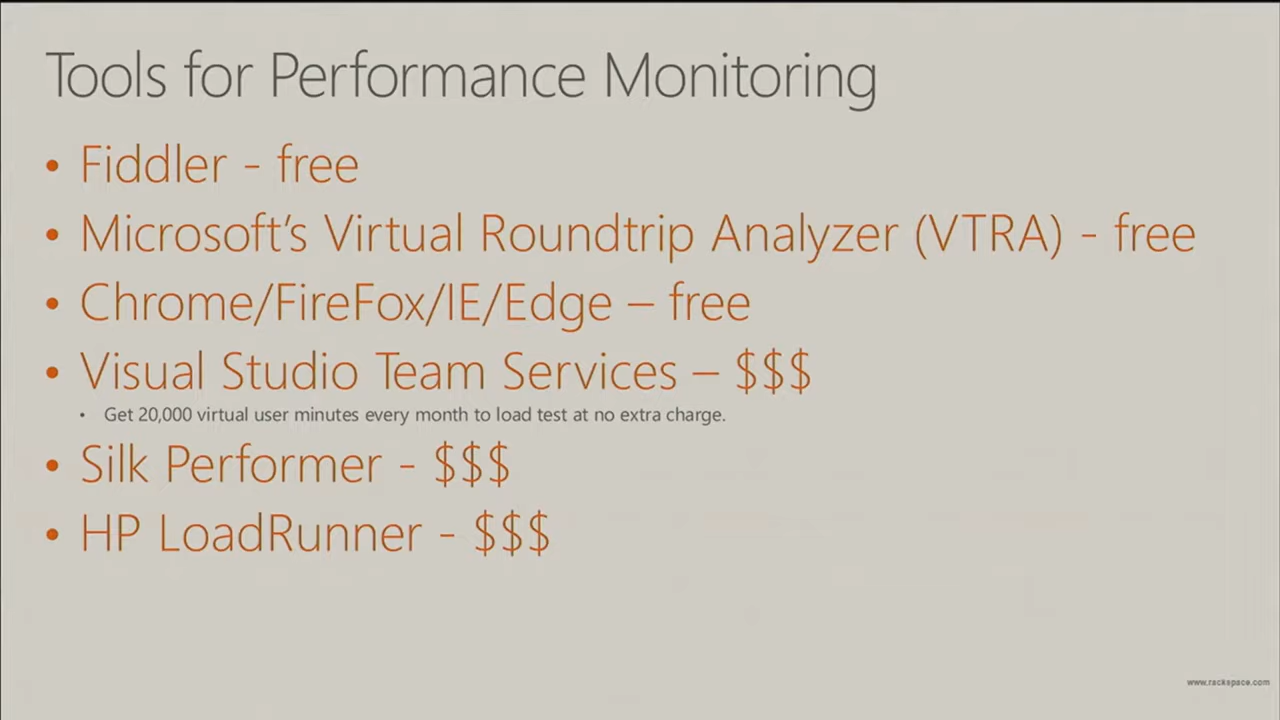 Tools for Performance Monitoring
• Fiddler - free
• Microsoft's Virtual Roundtrip Analyzer (VTRA) - free
• Chrome/FireFox/IE/Edge – free
• Visual Studio Team Services – $$$
• Get 20,000 virtual user minutes every month to load test at no extra charge.
• Silk Performer - $$$
• HP LoadRunner - $$$
www.rackspace.com